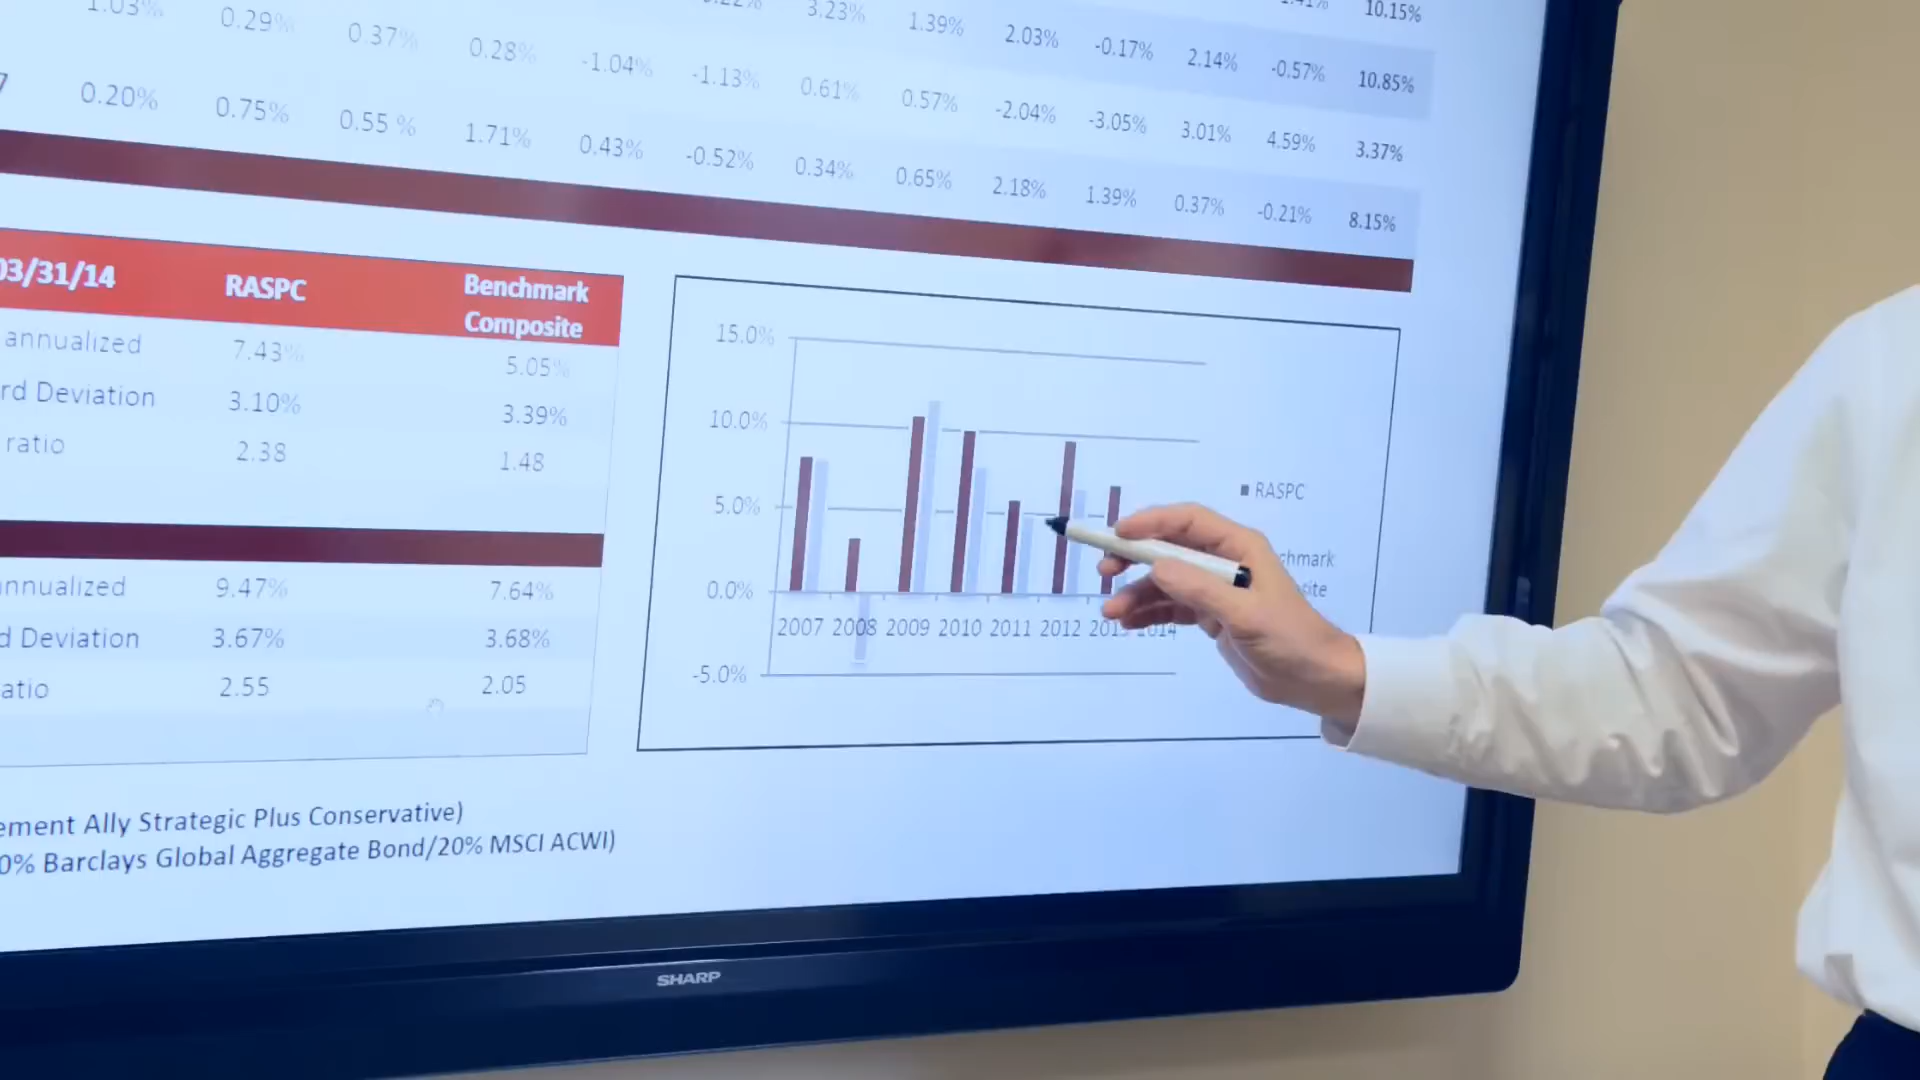 1.03% 0.29% 0.37% 0.28% -1.04% -1.13% 0.61% 0.57% -2.04% -3.05% 3.01% 4.59% 3.37%
3.23% 1.39% 2.03% -0.17% 2.14% -0.57% 10.85%
10.15%
0.20% 0.75% 0.55 % 1.71% 0.43% -0.52% 0.34% 0.65% 2.18% 1.39% 0.37% -0.21% 8.15%
03/31/14 RASPC Benchmark
Composite
annualized 7.43% 5.05%
rd Deviation 3.10% 3.39%
ratio 2.38 1.48
nnualized 9.47% 7.64%
d Deviation 3.67% 3.68%
atio 2.55 2.05
15.0%
10.0%
5.0%
0.0%
-5.0%
2007 2008 2009 2010 2011 2012 2013 2014
RASPC
chmark
site
ement Ally Strategic Plus Conservative)
0% Barclays Global Aggregate Bond/20% MSCI ACWI)
SHARP